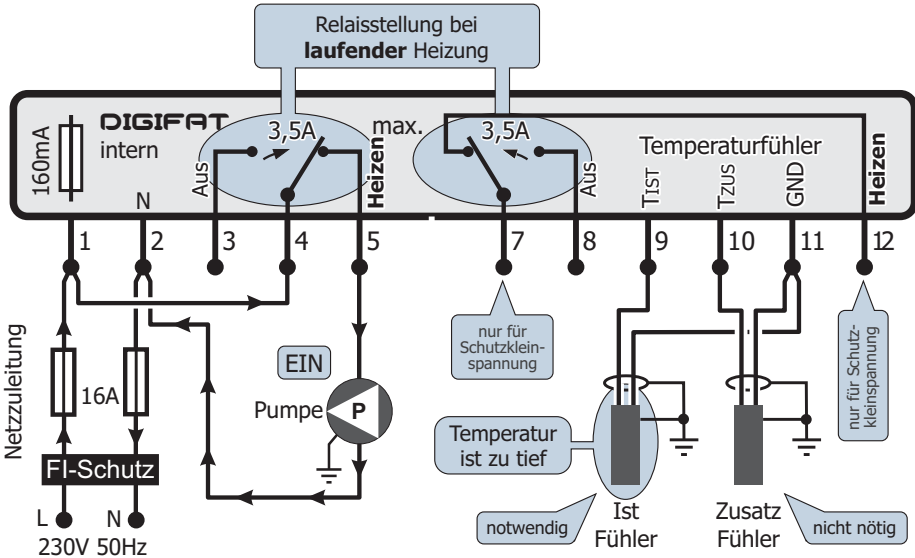 Relaisstellung bei
laufender Heizung
160mA
DIGIFAT
intern
N
Aus
3,5A
Heizen
max.
3,5A
Aus
Temperaturfühler
TIST
TZUS
GND
Heizen
1
2
3
4
5
7
8
9
10
11
12
Netzzuleitung
16A
FI-Schutz
L
N
230V 50Hz
EIN
Pumpe
P
nur für
Schutzklein-
spannung
nur für Schutz-
kleinspannung
Temperatur
ist zu tief
notwendig
Ist
Fühler
Zusatz
Fühler
nicht nötig